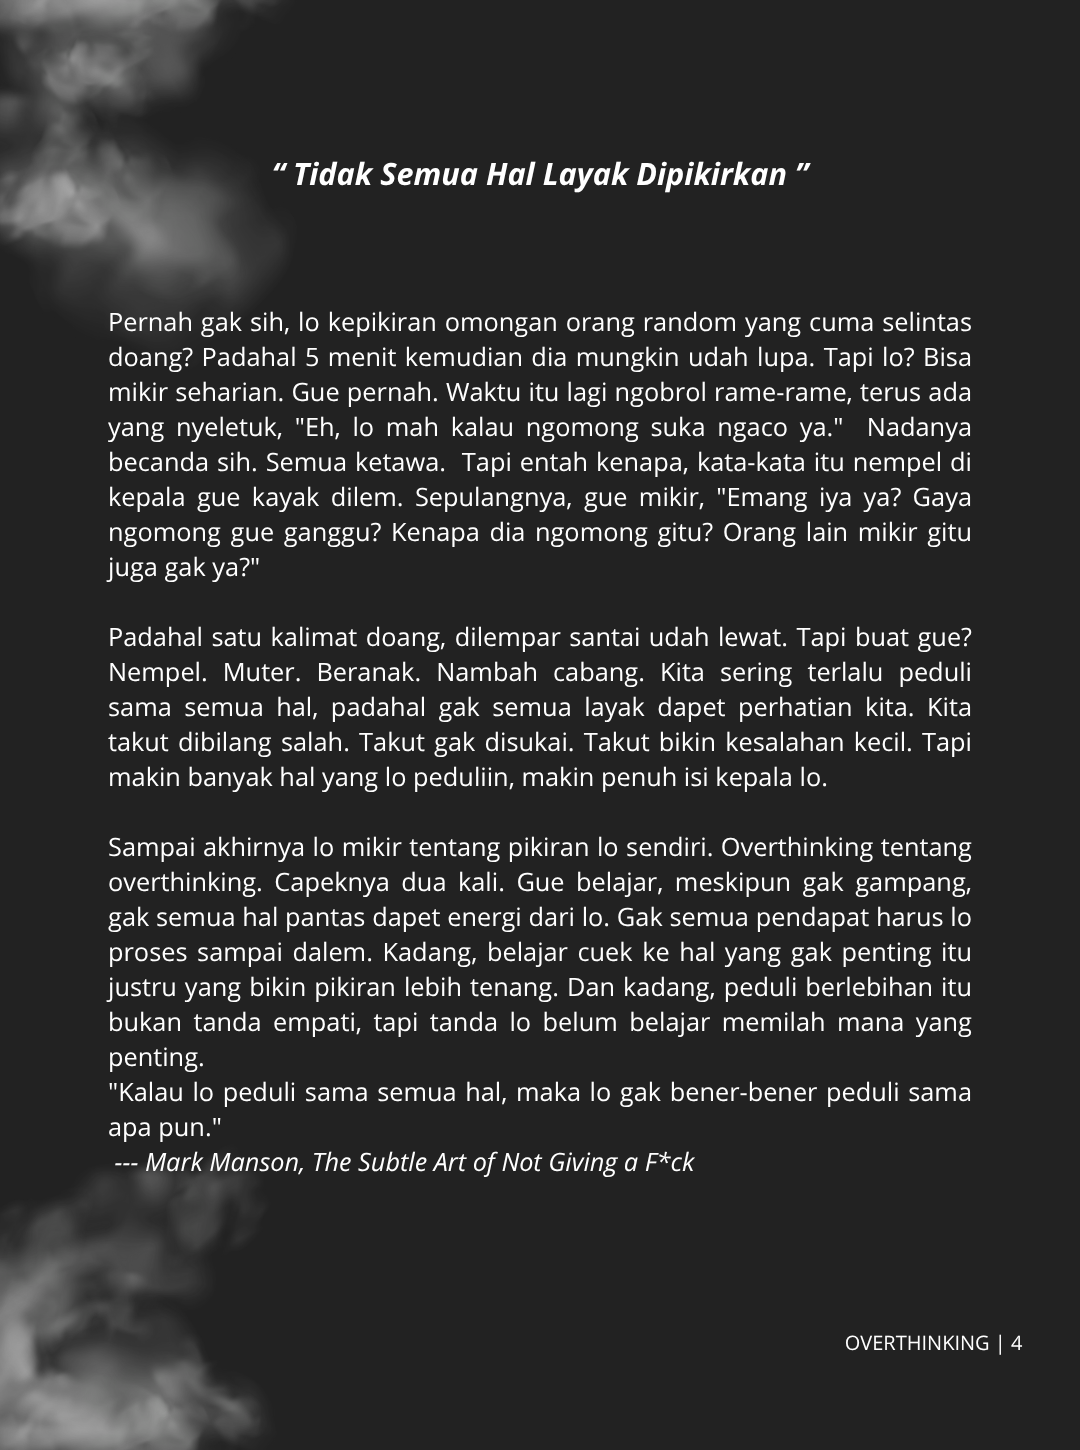 “ Tidak Semua Hal Layak Dipikirkan ”
Pernah gak sih, lo kepikiran omongan orang random yang cuma selintas
doang? Padahal 5 menit kemudian dia mungkin udah lupa. Tapi lo? Bisa
mikir seharian. Gue pernah. Waktu itu lagi ngobrol rame-rame, terus ada
yang nyeletuk, "Eh, lo mah kalau ngomong suka ngaco ya."  Nadanya
becanda sih. Semua ketawa.  Tapi entah kenapa, kata-kata itu nempel di
kepala gue kayak dilem. Sepulangnya, gue mikir, "Emang iya ya? Gaya
ngomong gue ganggu? Kenapa dia ngomong gitu? Orang lain mikir gitu
juga gak ya?"
Padahal satu kalimat doang, dilempar santai udah lewat. Tapi buat gue?
Nempel. Muter. Beranak. Nambah cabang. Kita sering terlalu peduli
sama semua hal, padahal gak semua layak dapet perhatian kita. Kita
takut dibilang salah. Takut gak disukai. Takut bikin kesalahan kecil. Tapi
makin banyak hal yang lo peduliin, makin penuh isi kepala lo.
Sampai akhirnya lo mikir tentang pikiran lo sendiri. Overthinking tentang
overthinking. Capeknya dua kali. Gue belajar, meskipun gak gampang,
gak semua hal pantas dapet energi dari lo. Gak semua pendapat harus lo
proses sampai dalem. Kadang, belajar cuek ke hal yang gak penting itu
justru yang bikin pikiran lebih tenang. Dan kadang, peduli berlebihan itu
bukan tanda empati, tapi tanda lo belum belajar memilah mana yang
penting.
"Kalau lo peduli sama semua hal, maka lo gak bener-bener peduli sama
apa pun."
--- Mark Manson, The Subtle Art of Not Giving a F*ck
OVERTHINKING | 4